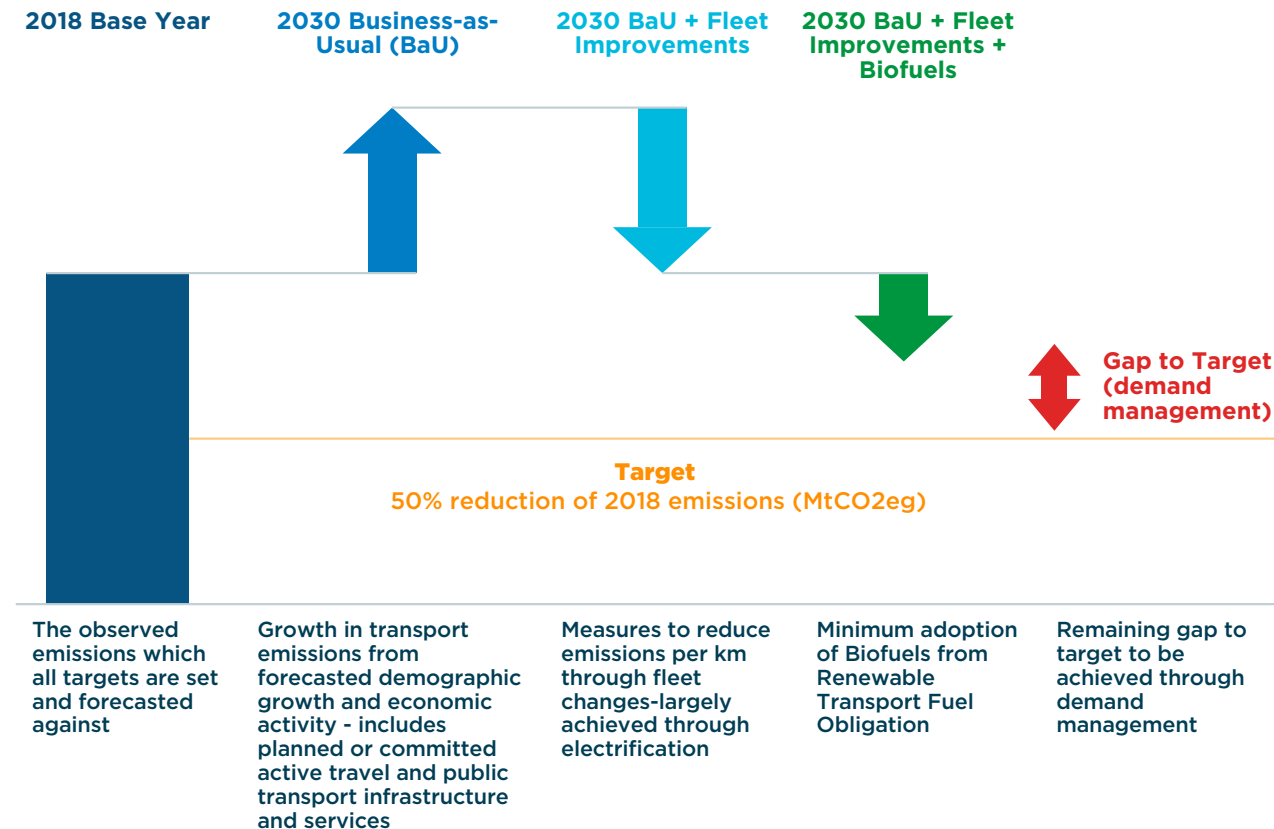 2018 Base Year
2030 Business-as-
Usual (BaU)
2030 BaU + Fleet
Improvements
2030 BaU + Fleet
Improvements +
Biofuels
Gap to Target
(demand
management)
Target
50% reduction of 2018 emissions (MtCO2eg)
The observed
emissions which
all targets are set
and forecasted
against
Growth in transport
emissions from
forecasted demographic
growth and economic
activity - includes
planned or committed
active travel and public
transport infrastructure
and services
Measures to reduce
emissions per km
through fleet
changes-largely
achieved through
electrification
Minimum adoption
of Biofuels from
Renewable
Transport Fuel
Obligation
Remaining gap to
target to be
achieved through
demand
management